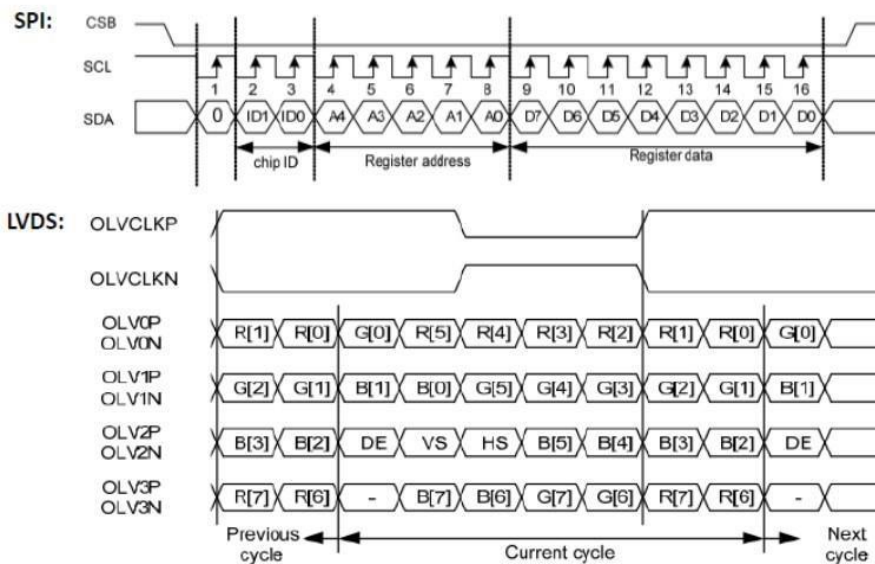 SPI:
CSB
SCL
1 2 3 4 5 6 7 8 9 10 11 12 13 14 15 16
SDA 0 ID1 ID0 A4 A3 A2 A1 A0 D7 D6 D5 D4 D3 D2 D1 D0
chip ID Register address Register data
LVDS:
OLVCLKP
OLVCLKN
OLV0P
OLV0N
R[1] R[0] G[0] R[5] R[4] R[3] R[2] R[1] R[0] G[0]
OLV1P
OLV1N
G[2] G[1] B[1] B[0] G[5] G[4] G[3] G[2] G[1] B[1]
OLV2P
OLV2N
B[3] B[2] DE VS HS B[5] B[4] B[3] B[2] DE
OLV3P
OLV3N
R[7] R[6] - B[7] B[6] G[7] G[6] R[7] R[6] -
Previous
cycle
Current cycle
Next
cycle